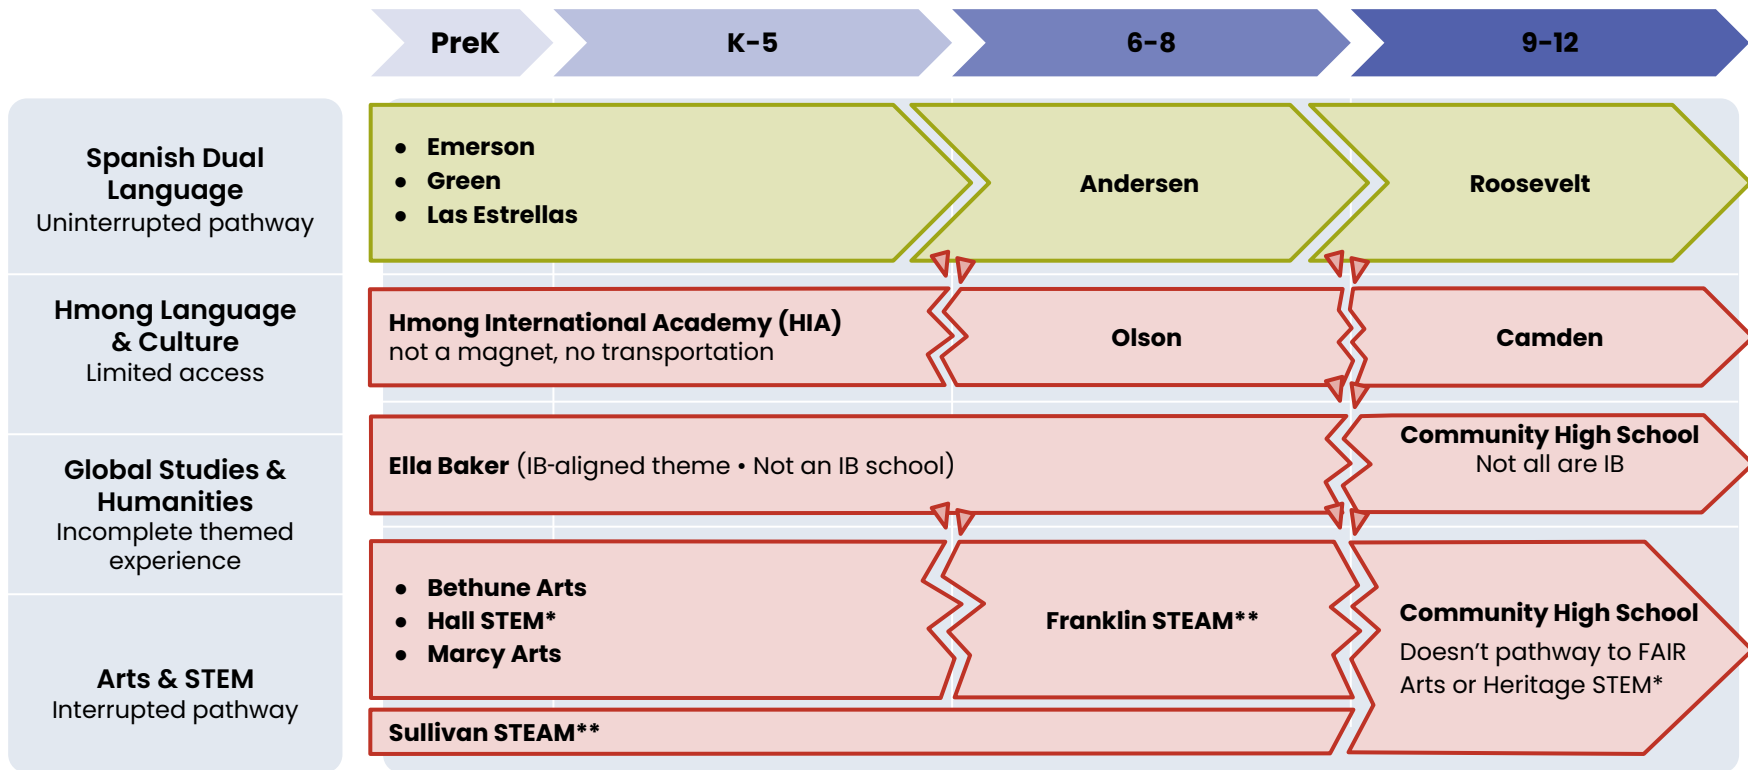 PreK
K–5
6–8
9–12
Spanish Dual
Language
Uninterrupted pathway
● Emerson
● Green
● Las Estrellas
Andersen
Roosevelt
Hmong Language
& Culture
Limited access
Hmong International Academy (HIA)
not a magnet, no transportation
Olson
Camden
Global Studies &
Humanities
Incomplete themed
experience
Ella Baker (IB-aligned theme • Not an IB school)
Community High School
Not all are IB
Arts & STEM
Interrupted pathway
● Bethune Arts
● Hall STEM*
● Marcy Arts
Franklin STEAM**
Community High School
Doesn’t pathway to FAIR
Arts or Heritage STEM*
Sullivan STEAM**